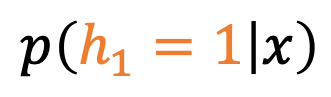 p(h₁ = 1|x)